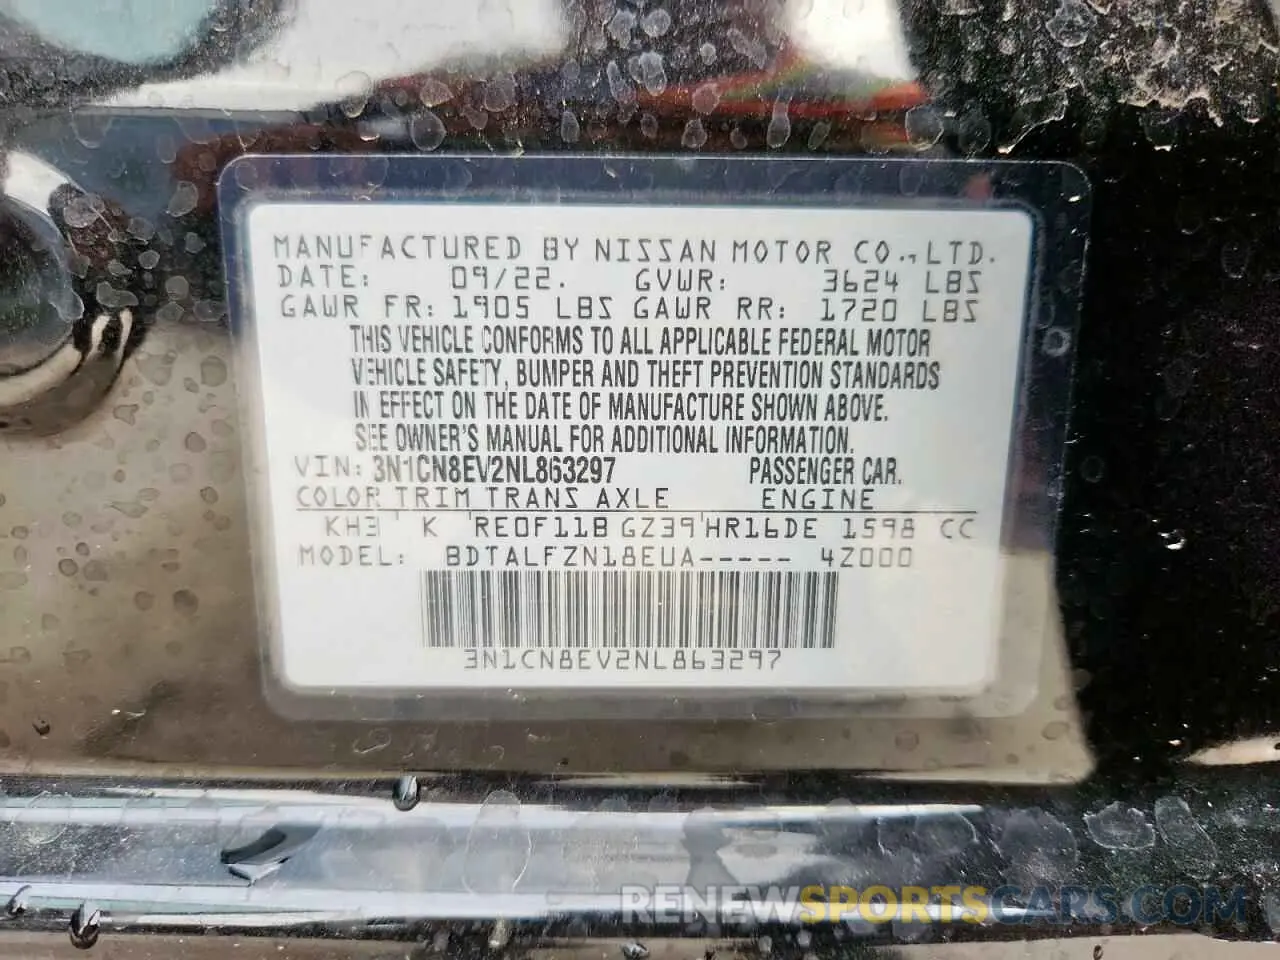 MANUFACTURED BY NISSAN MOTOR CO., LTD.
DATE: 09/22. GVWR: 3624 LBS
GAWR FR: 1905 LBS GAWR RR: 1720 LBS
THIS VEHICLE CONFORMS TO ALL APPLICABLE FEDERAL MOTOR
VEHICLE SAFETY, BUMPER AND THEFT PREVENTION STANDARDS
IN EFFECT ON THE DATE OF MANUFACTURE SHOWN ABOVE.
SEE OWNER'S MANUAL FOR ADDITIONAL INFORMATION.
VIN: 3N1CN8EV2NL863297 PASSENGER CAR.
COLOR TRIM TRANS AXLE ENGINE
KH3 K RE0F11B GZ39 HR16DE 1598 CC
MODEL: BDTALFZN18EUA----- 4Z000
3N1CN8EV2NL863297
RENEWSPORTSCARS.COM